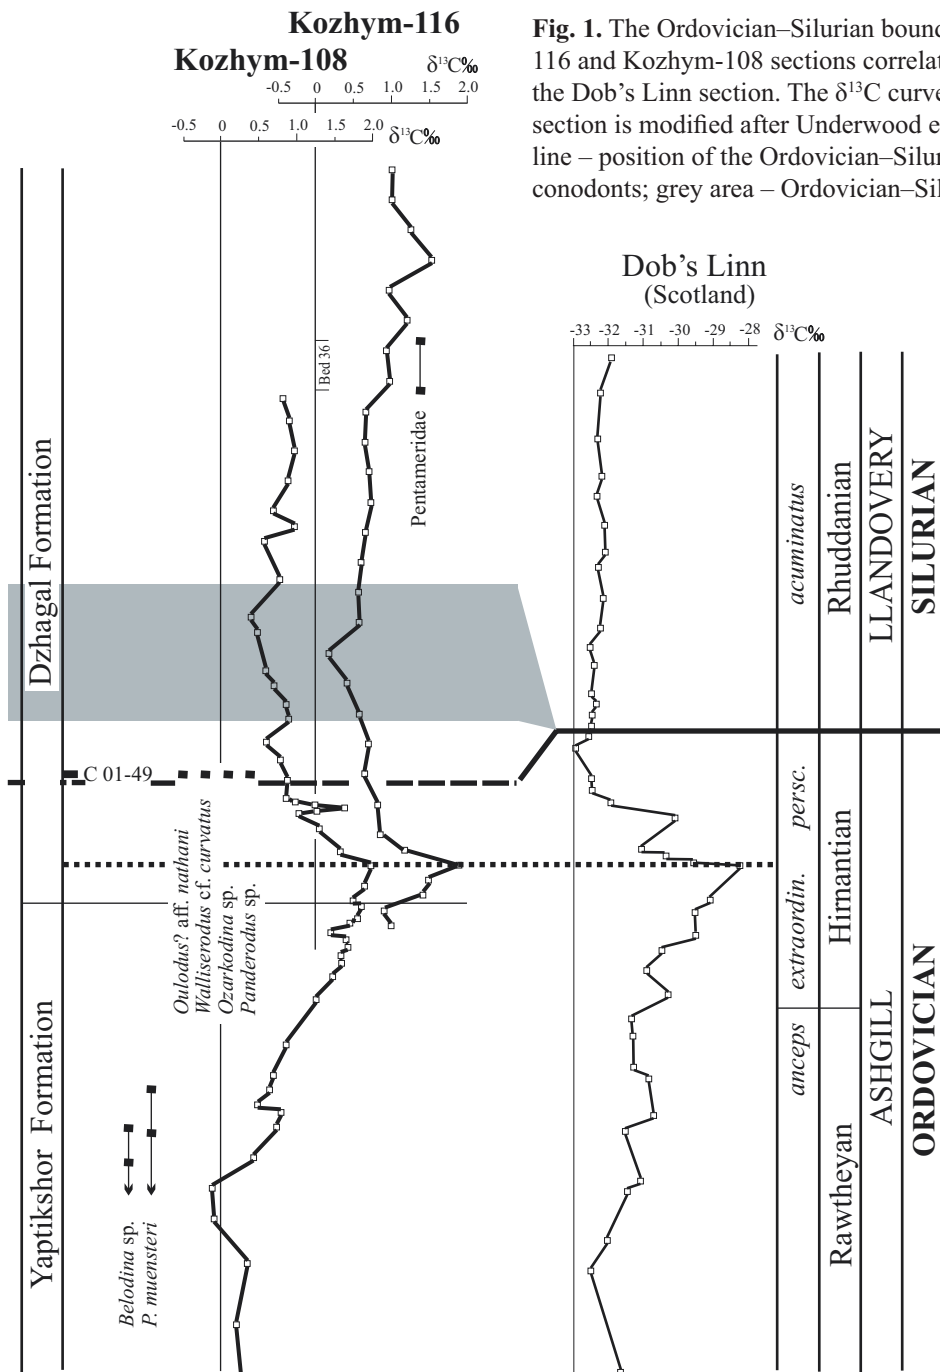 Kozhym-116
Kozhym-108
δ¹³C‰
-0.5 0 0.5 1.0 1.5 2.0
-0.5 0 0.5 1.0 1.5 2.0 δ¹³C‰
Fig. 1. The Ordovician–Silurian bound
116 and Kozhym-108 sections correlat
the Dob's Linn section. The δ¹³C curve
section is modified after Underwood e
line – position of the Ordovician–Silur
conodonts; grey area – Ordovician–Sil
Dob's Linn
(Scotland)
-33 -32 -31 -30 -29 -28 δ¹³C‰
Bed 36
Pentameridae
Dzhagal Formation
C 01-49
Oulodus? aff. nathani
Walliserodus cf. curvatus
Ozarkodina sp.
Panderodus sp.
Yaptikshor Formation
Belodina sp.
P. muensteri
acuminatus
persc.
extraordin.
anceps
Rhuddanian
Hirnantian
Rawtheyan
LLANDOVERY
ASHGILL
SILURIAN
ORDOVICIAN